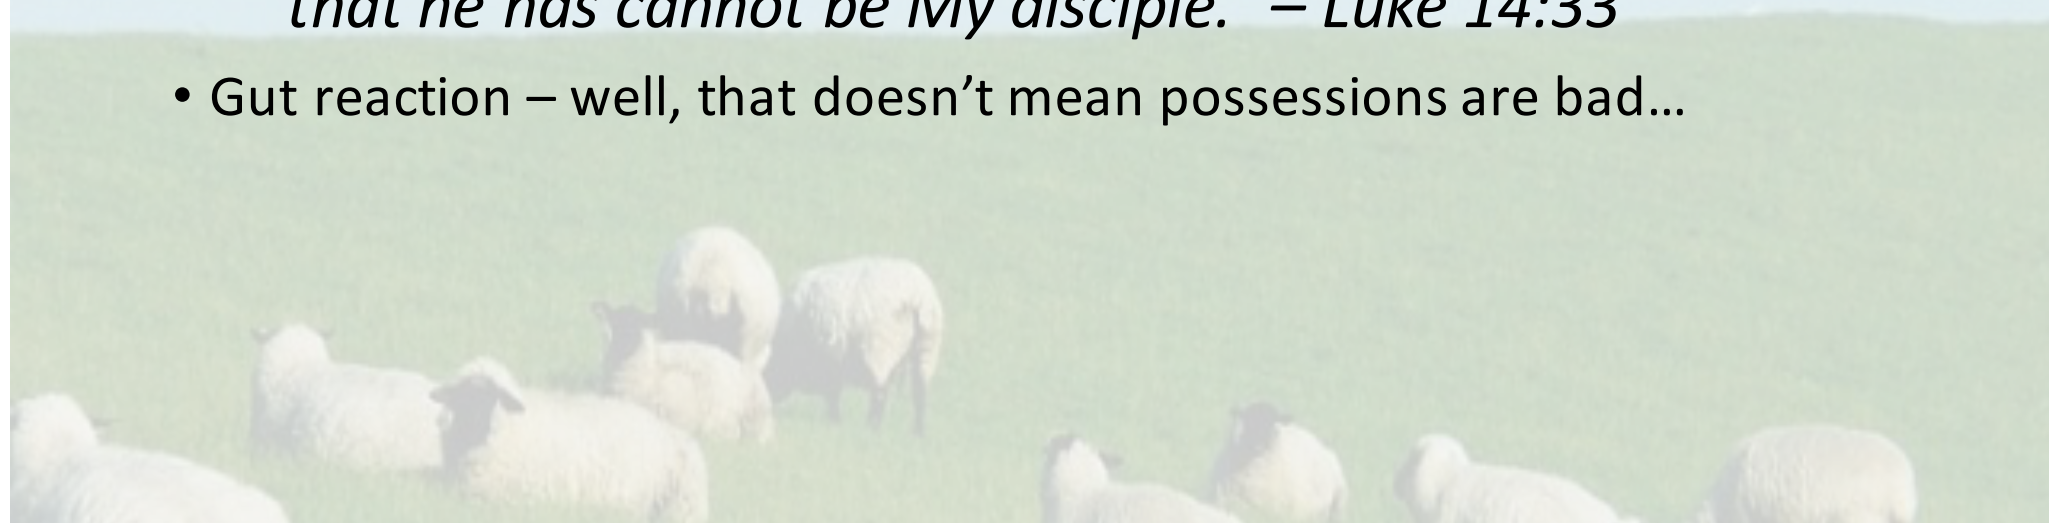 that he has cannot be My disciple." – Luke 14:33
• Gut reaction – well, that doesn’t mean possessions are bad…